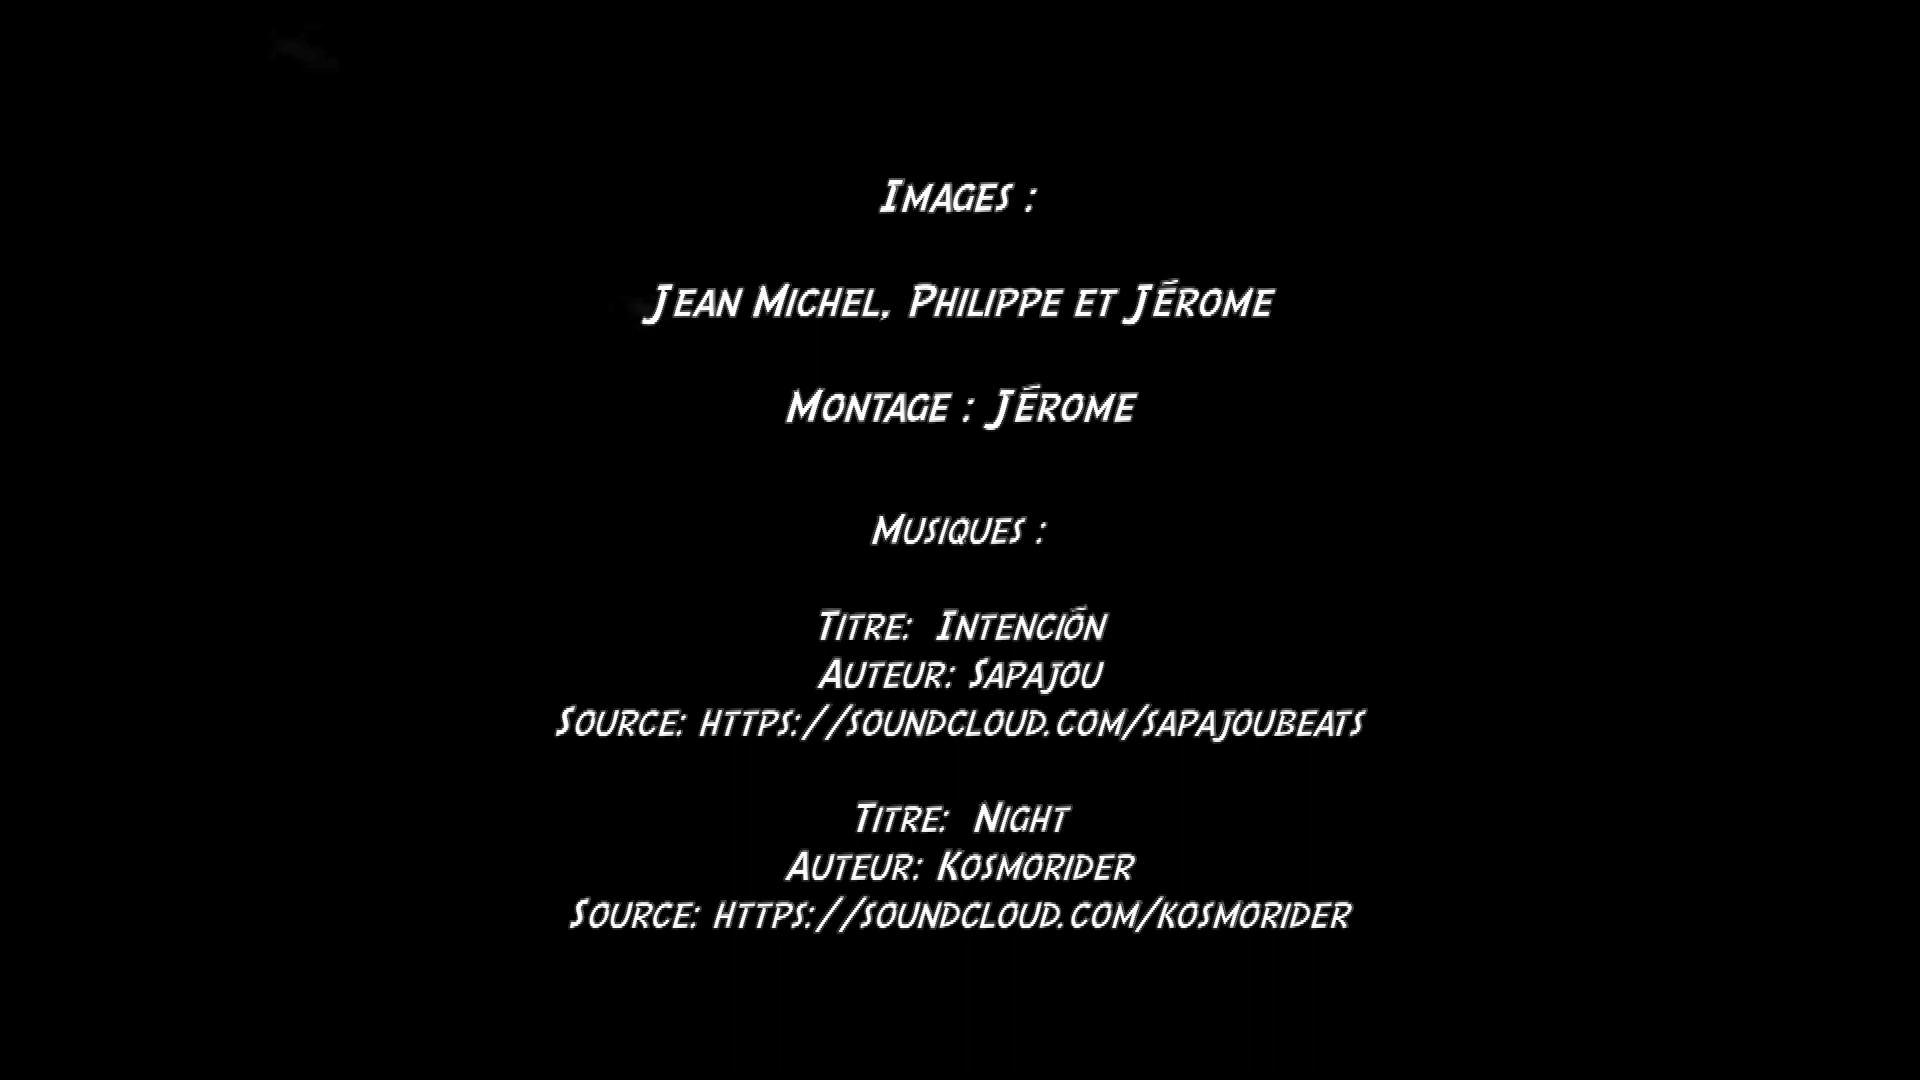 Images :
Jean Michel, Philippe et Jérome
Montage : Jérome
Musiques :
Titre:  Intención
Auteur: Sapajou
Source: https://soundcloud.com/sapajoubeats
Titre:  Night
Auteur: Kosmorider
Source: https://soundcloud.com/kosmorider